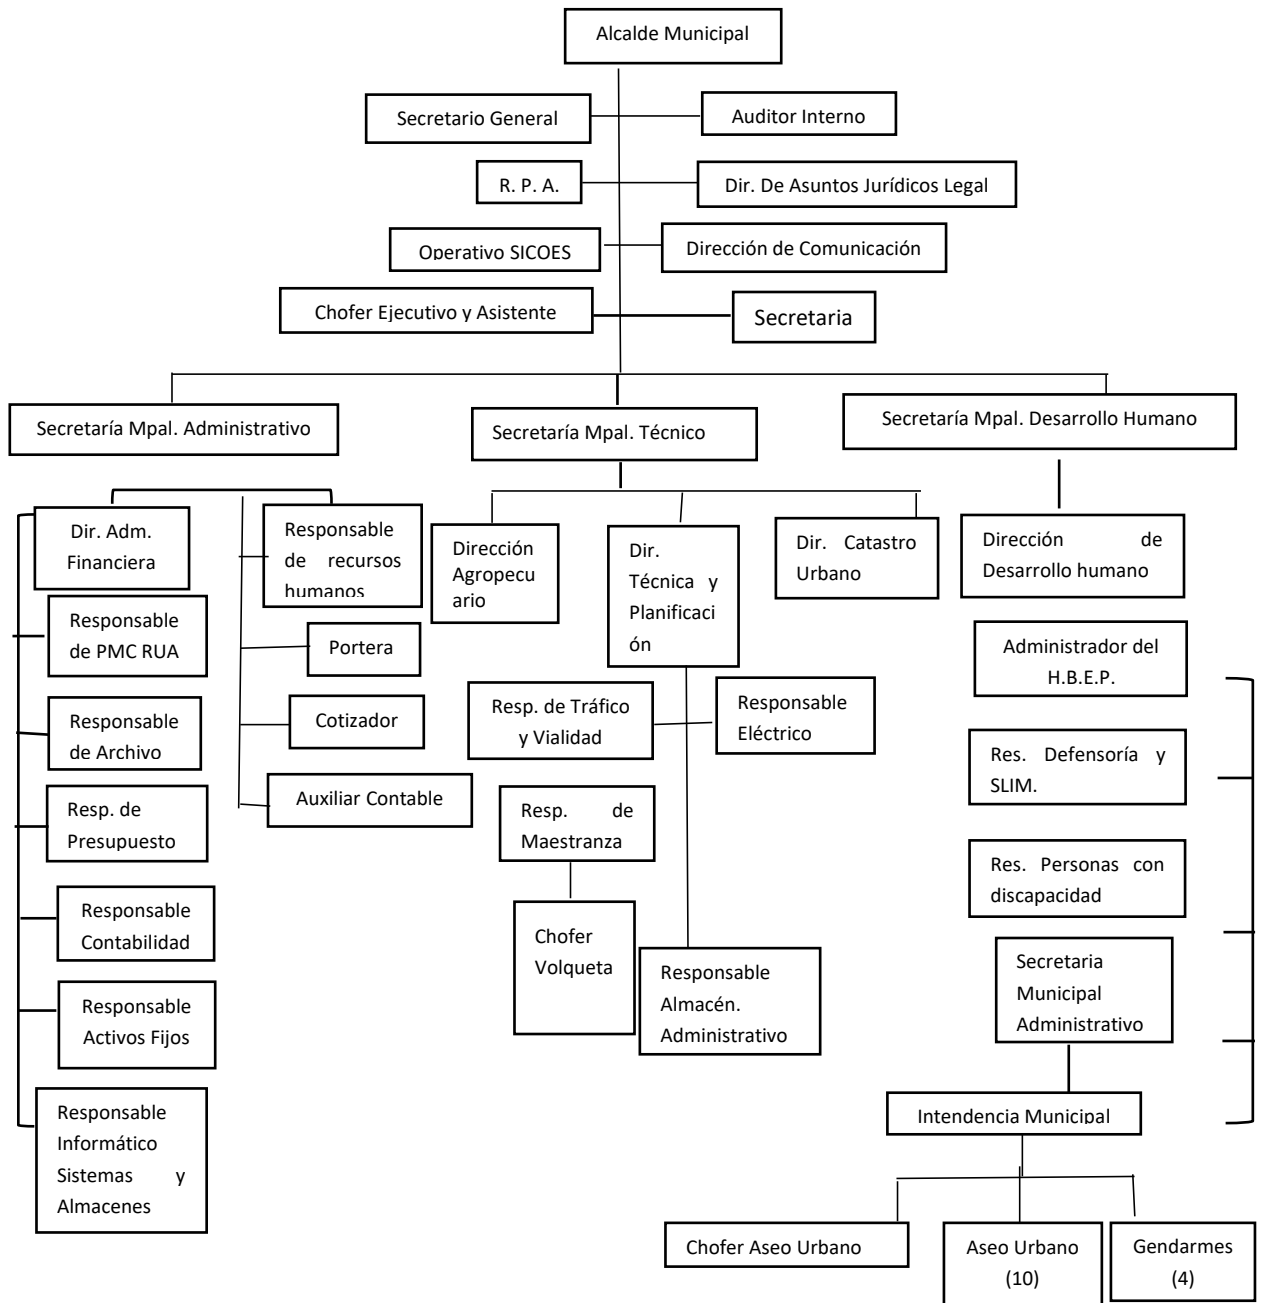 Alcalde Municipal
Secretario General
Auditor Interno
R. P. A.
Dir. De Asuntos Jurídicos Legal
Operativo SICOES
Dirección de Comunicación
Chofer Ejecutivo y Asistente
Secretaria
Secretaría Mpal. Administrativo
Secretaría Mpal. Técnico
Secretaría Mpal. Desarrollo Humano
Dir. Adm.
Financiera
Responsable
de PMC RUA
Responsable
de Archivo
Resp. de
Presupuesto
Responsable
Contabilidad
Responsable
Activos Fijos
Responsable
Informático
Sistemas y
Almacenes
Responsable
de recursos
humanos
Portera
Cotizador
Auxiliar Contable
Dirección
Agropecu
ario
Dir.
Técnica y
Planificaci
ón
Dir. Catastro
Urbano
Resp. de Tráfico
y Vialidad
Responsable
Eléctrico
Resp. de
Maestranza
Chofer
Volqueta
Responsable
Almacén.
Administrativo
Dirección de
Desarrollo humano
Administrador del
H.B.E.P.
Res. Defensoría y
SLIM.
Res. Personas con
discapacidad
Secretaria
Municipal
Administrativo
Intendencia Municipal
Chofer Aseo Urbano
Aseo Urbano
(10)
Gendarmes
(4)